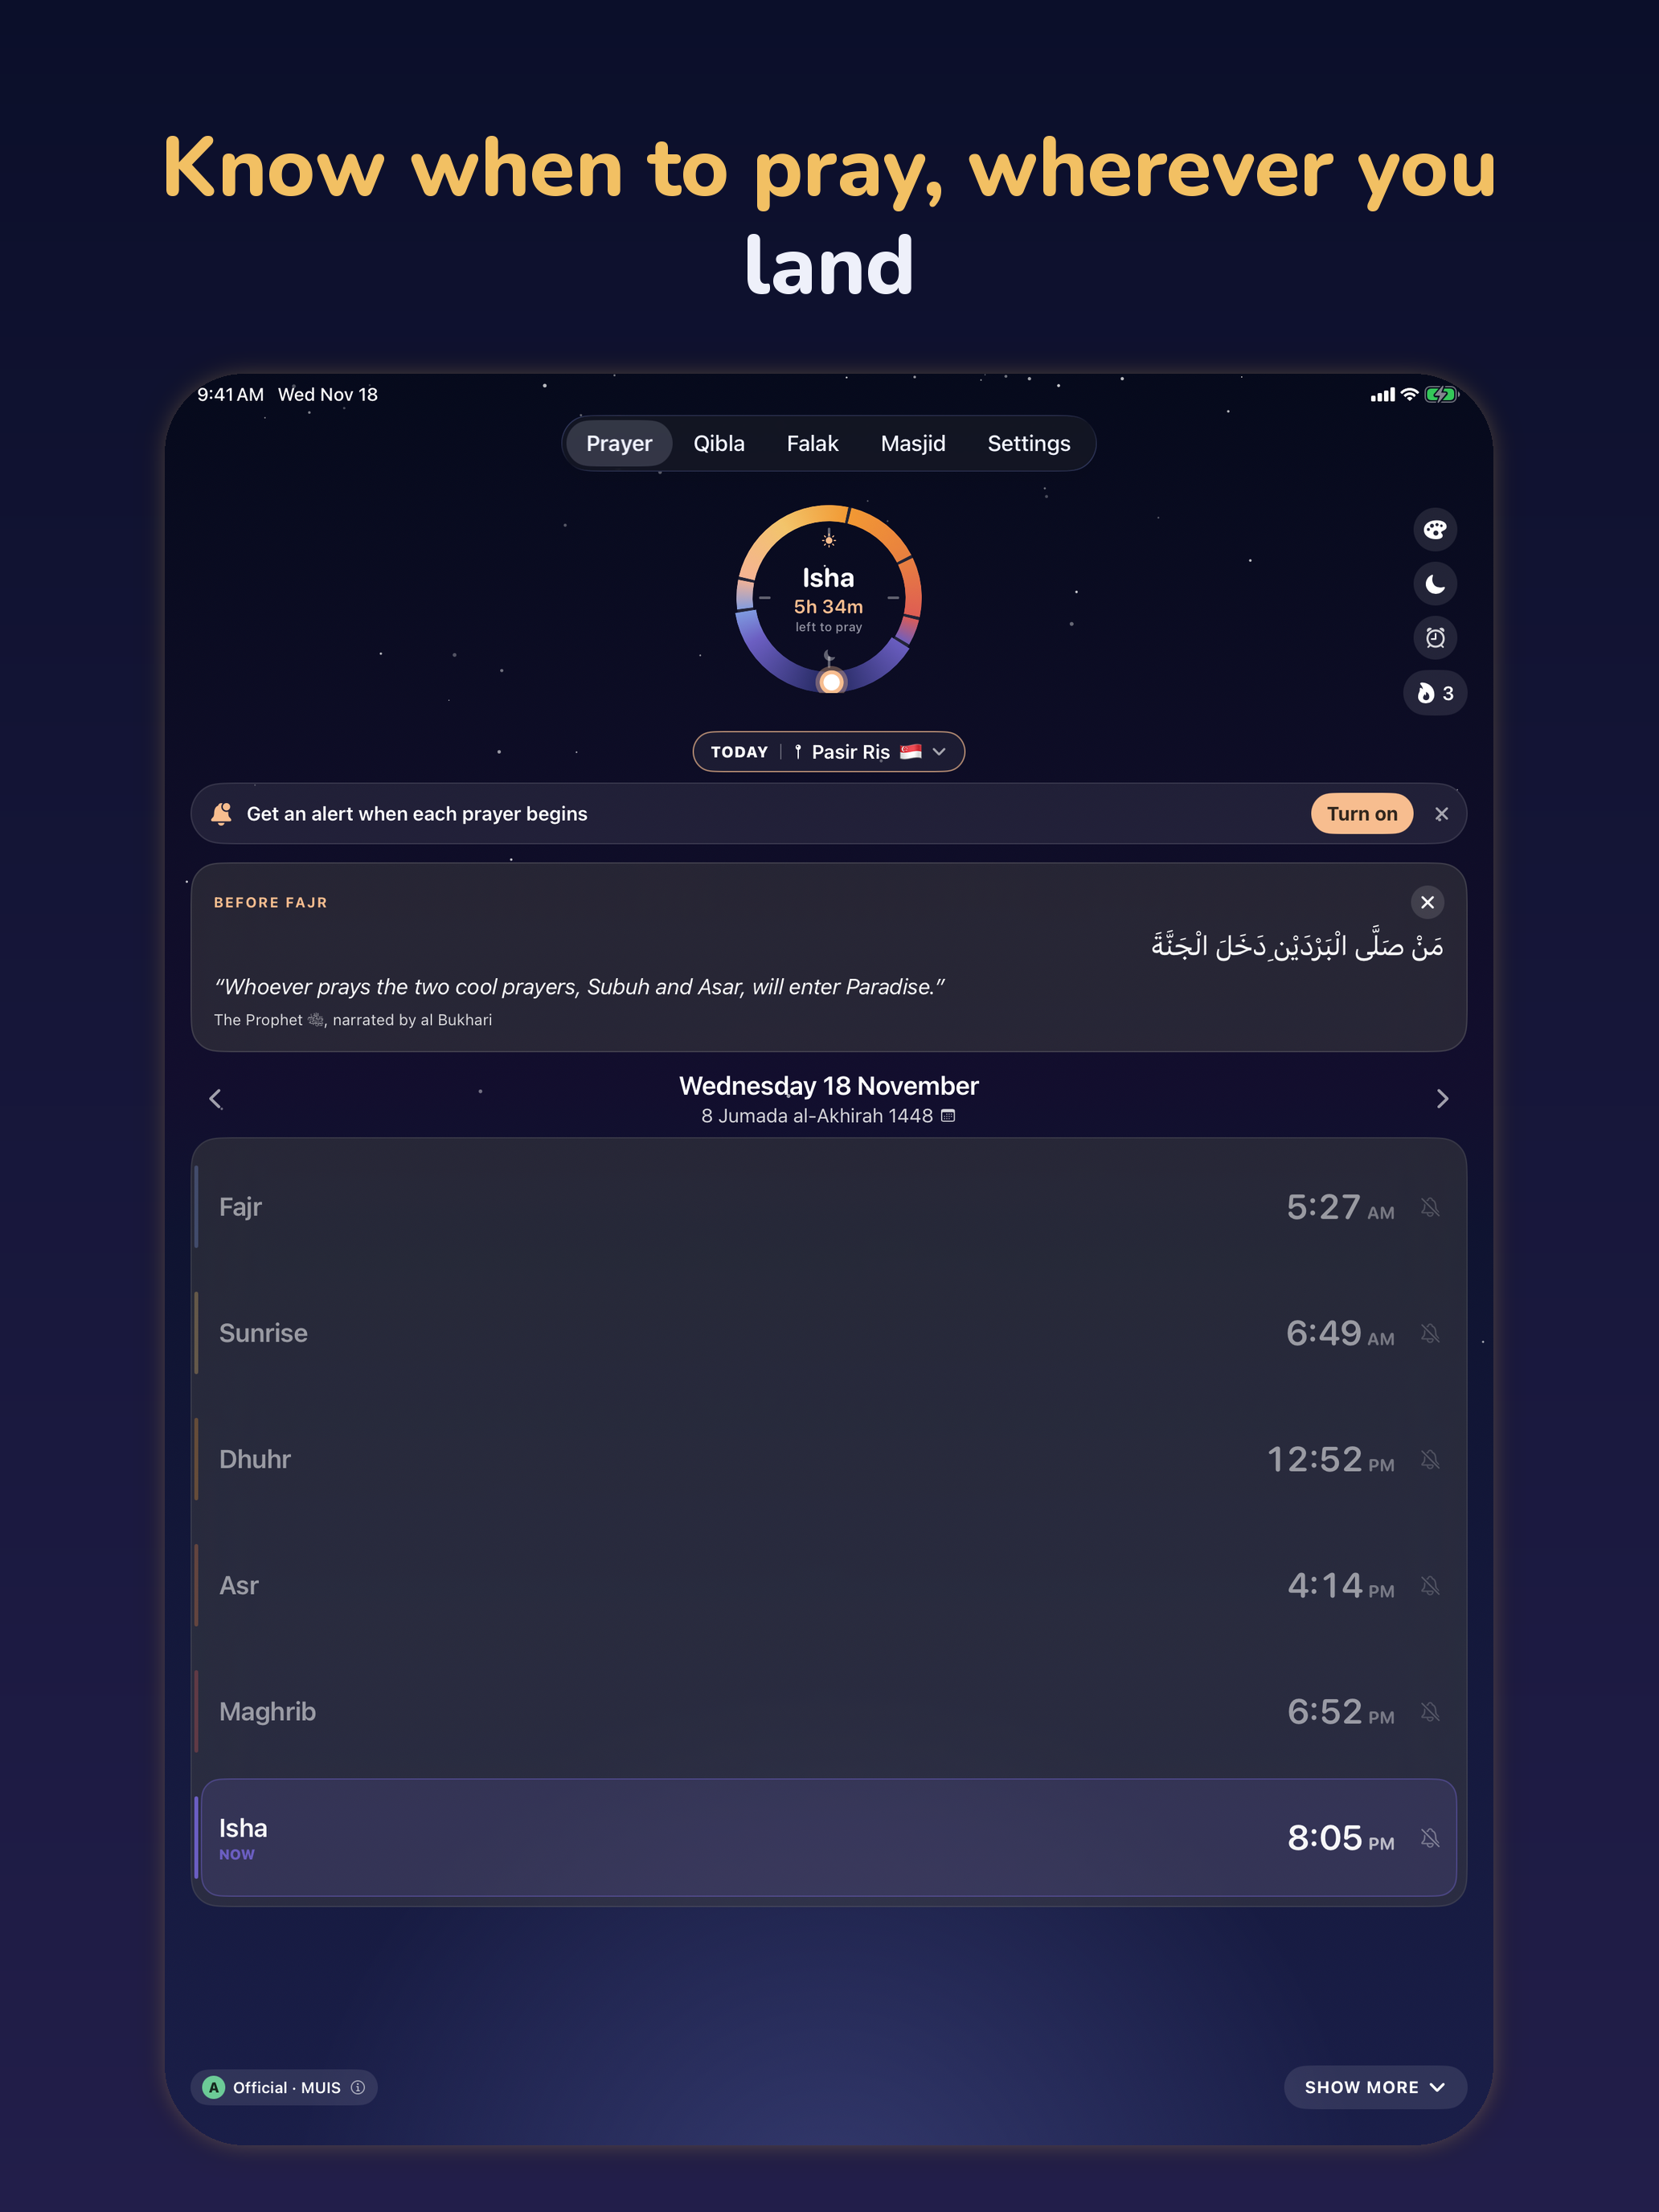 Know when to pray, wherever you
land
9:41 AM Wed Nov 18
Prayer Qibla Falak Masjid Settings
Isha
5h 34m
left to pray
3
TODAY | Pasir Ris 🇸🇬
Get an alert when each prayer begins Turn on
BEFORE FAJR
مَنْ صَلَّى الْبَرْدَيْنِ دَخَلَ الْجَنَّةَ
“Whoever prays the two cool prayers, Subuh and Asar, will enter Paradise.”
The Prophet ﷺ, narrated by al Bukhari
Wednesday 18 November
8 Jumada al-Akhirah 1448
Fajr 5:27 AM
Sunrise 6:49 AM
Dhuhr 12:52 PM
Asr 4:14 PM
Maghrib 6:52 PM
Isha 8:05 PM
NOW
A Official · MUIS
SHOW MORE